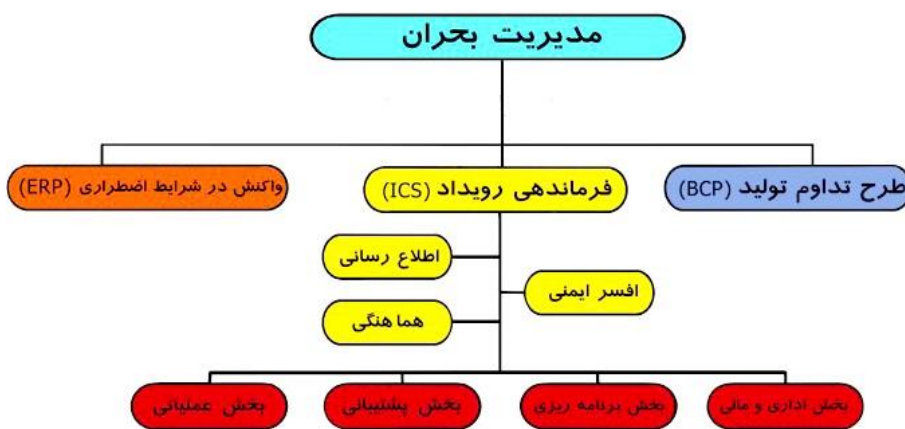 مدیریت بحران
طرح تداوم تولید (BCP)
فرماندهی رویداد (ICS)
واکنش در شرایط اضطراری (ERP)
اطلاع رسانی
افسر ایمنی
هماهنگی
بخش اداری و مالی
بخش برنامه ریزی
بخش پشتیبانی
بخش عملیاتی